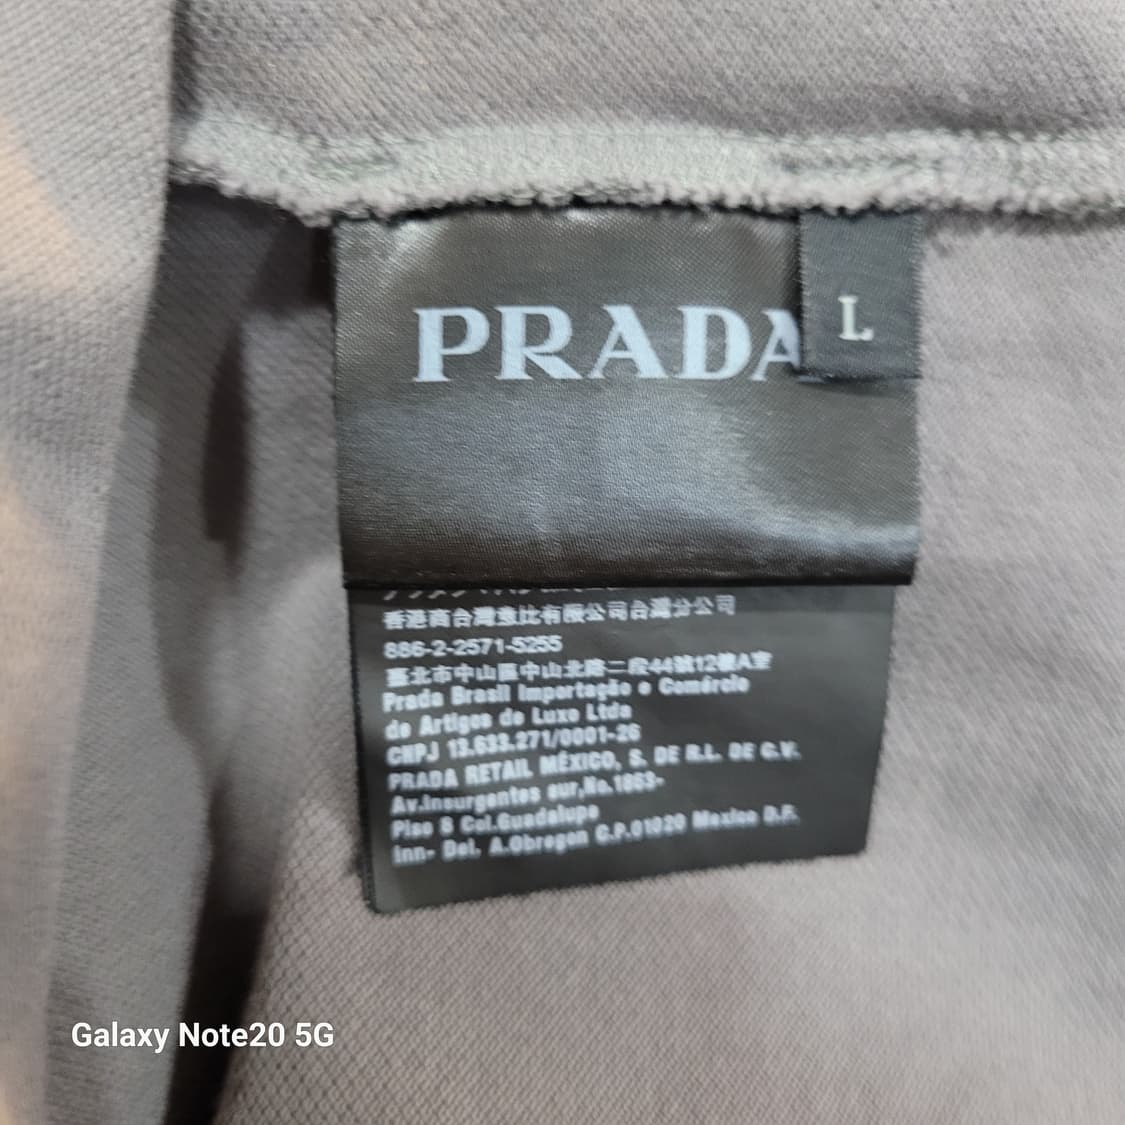 PRADA
L
香港商台灣普比有限公司台灣分公司
886-2-2571-5255
臺北市中山區中山北路二段44號12樓A室
Prada Brasil Importação e Comércio
de Artigos de Luxo Ltda
CNPJ 13.633.271/0001-26
PRADA RETAIL MÉXICO, S. DE R.L. DE C.V.
Av.Insurgentes sur,No.1863-
Piso 8 Col.Guadalupe
Inn- Del. A.Obregon C.P.01020 Mexico D.F.
Galaxy Note20 5G